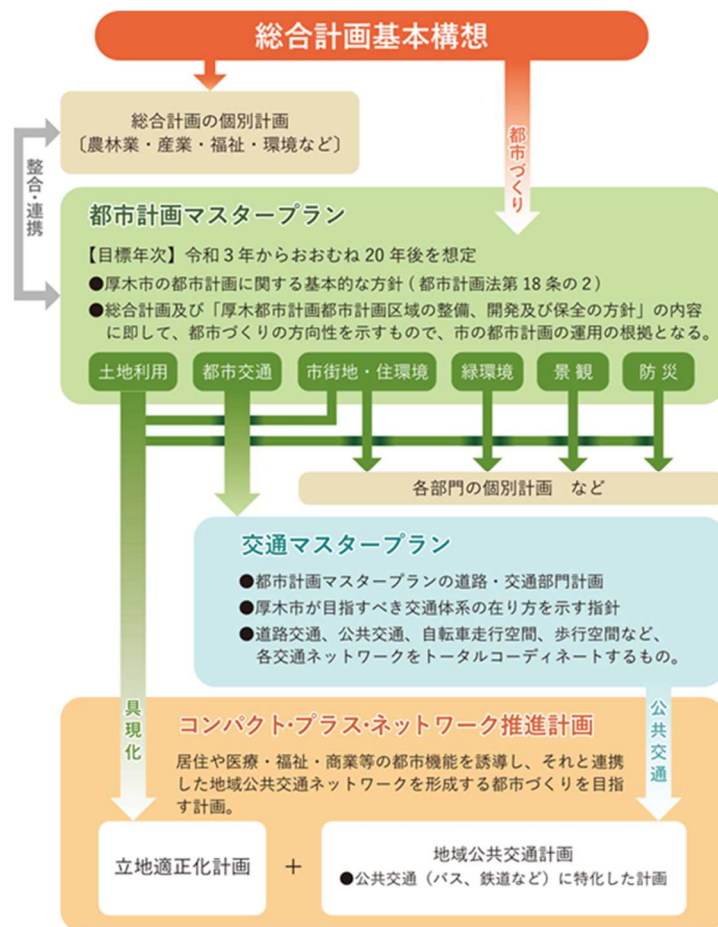 総合計画基本構想
総合計画の個別計画
〔農林業・産業・福祉・環境など〕
都市づくり
整合・連携
都市計画マスタープラン
【目標年次】令和3年からおおむね20年後を想定
●厚木市の都市計画に関する基本的な方針(都市計画法第18条の2)
●総合計画及び「厚木都市計画都市計画区域の整備、開発及び保全の方針」の内容
に即して、都市づくりの方向性を示すもので、市の都市計画の運用の根拠となる。
土地利用 都市交通 市街地・住環境 緑環境 景観 防災
各部門の個別計画 など
交通マスタープラン
●都市計画マスタープランの道路・交通部門計画
●厚木市が目指すべき交通体系の在り方を示す指針
●道路交通、公共交通、自転車走行空間、歩行空間など、
各交通ネットワークをトータルコーディネートするもの。
具現化
公共交通
コンパクト・プラス・ネットワーク推進計画
居住や医療・福祉・商業等の都市機能を誘導し、それと連携
した地域公共交通ネットワークを形成する都市づくりを目指
す計画。
立地適正化計画
+
地域公共交通計画
●公共交通(バス、鉄道など)に特化した計画